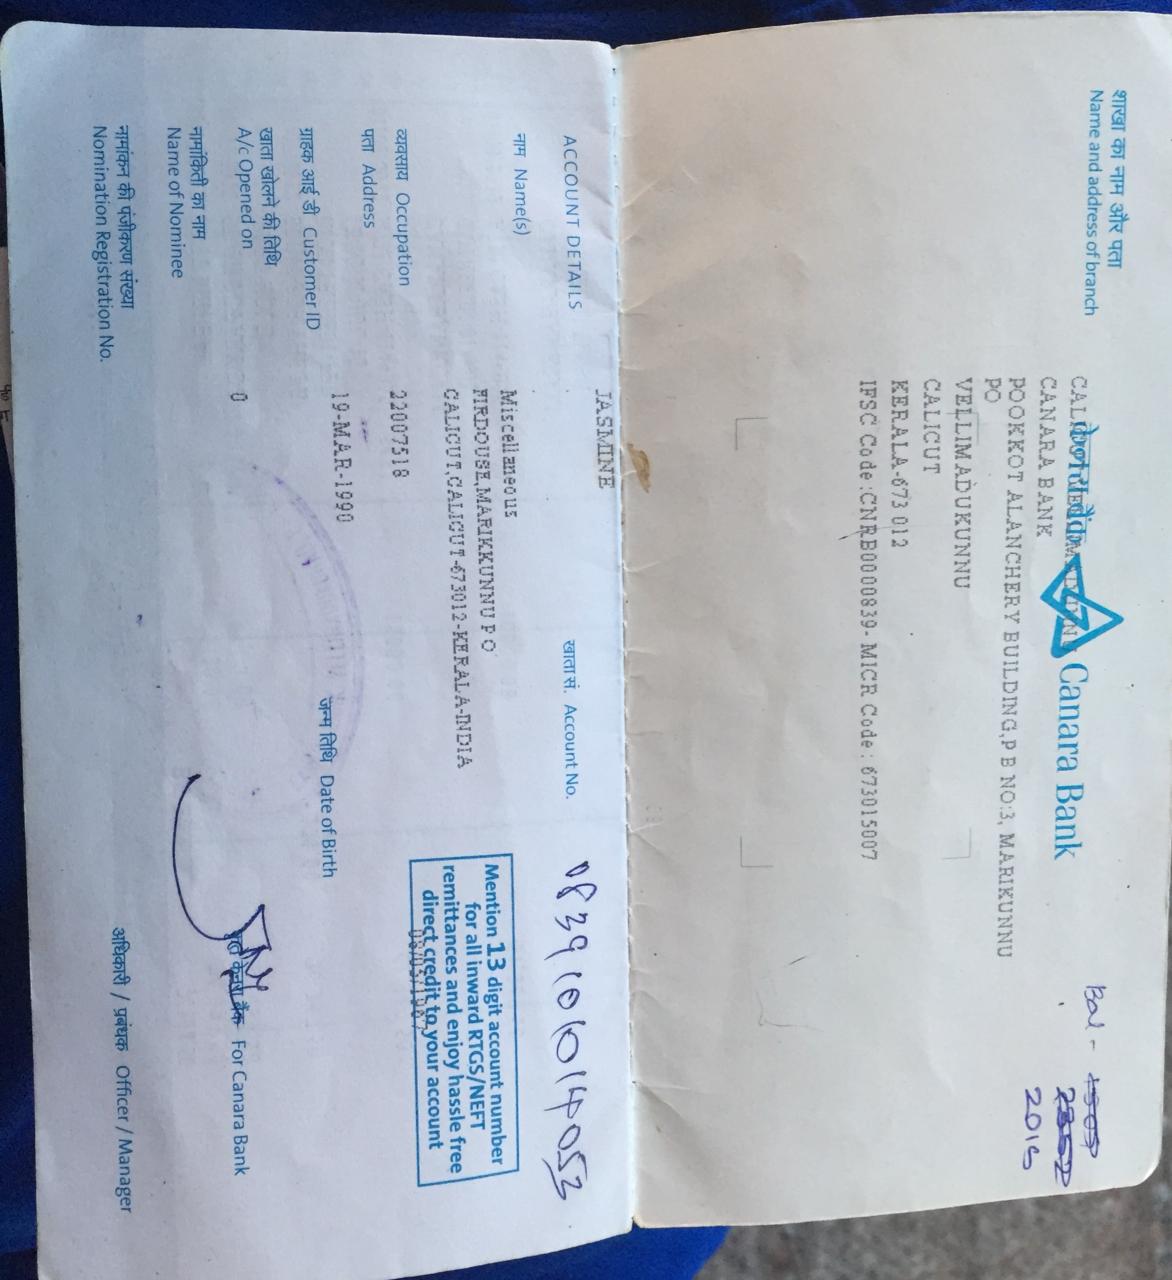 शाखा का नाम और पता
Name and address of branch
केनरा बैंक Canara Bank
CANARA BANK
POOKKOT ALANCHERY BUILDING,P B NO:3, MARIKUNNU
PO
VELLIMADUKUNNU
CALICUT
KERALA-673 012
IFSC Code :CNRB0000839- MICR Code : 673015007
Bal -
2013
ACCOUNT DETAILS
खाता सं. Account No. 0839101014053
नाम Name(s) JASMINE
व्यवसाय Occupation Miscellaneous
पता Address FIRDOUSE,MARIKKUNNU P O
CALICUT,CALICUT-673012-KERALA-INDIA
ग्राहक आई डी Customer ID 22007518
जन्म तिथि Date of Birth
खाता खोलने की तिथि
A/c Opened on 19-MAR-1990
Mention 13 digit account number
for all inward RTGS/NEFT
remittances and enjoy hassle free
direct credit to your account
नामांकिती का नाम
Name of Nominee 0
नामांकन की पंजीकरण संख्या
Nomination Registration No.
कृते केनरा बैंक For Canara Bank
अधिकारी / प्रबंधक Officer / Manager